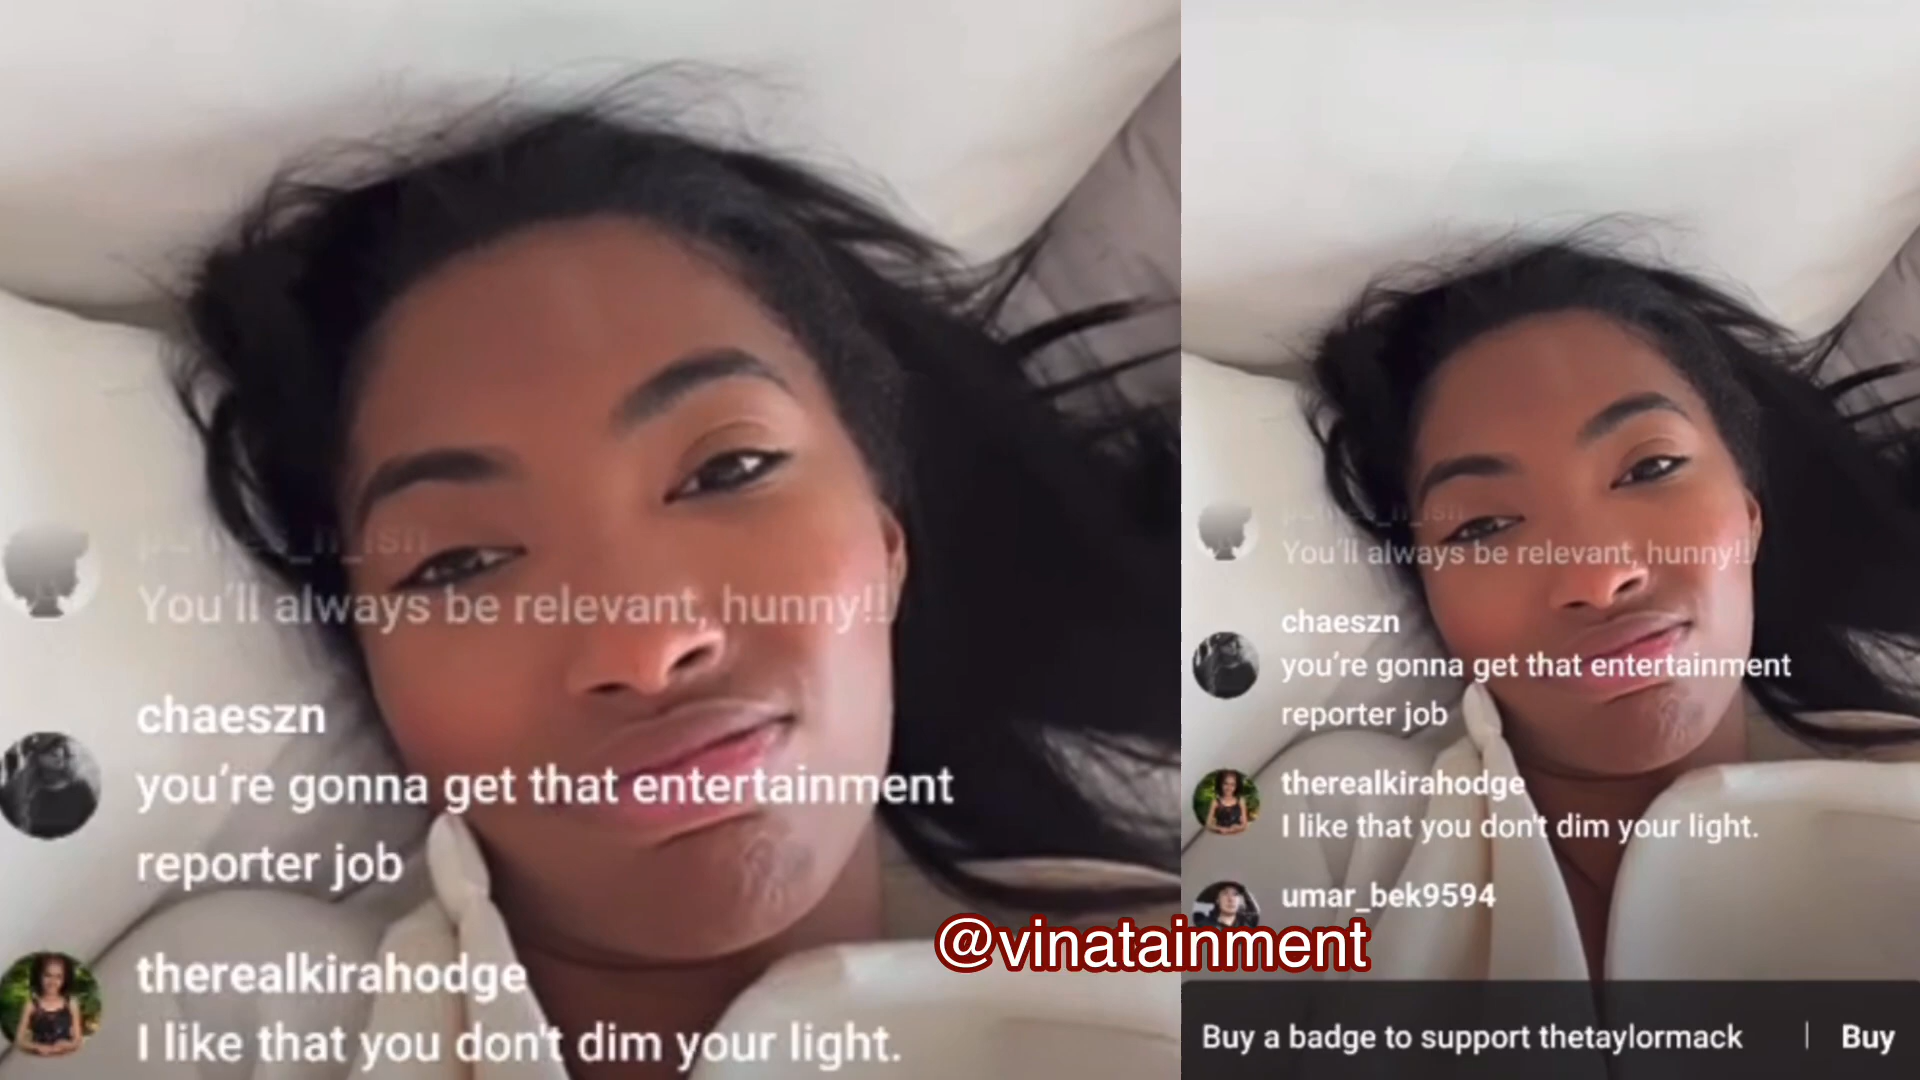 You'll always be relevant, hunny!!
chaeszn
you're gonna get that entertainment
reporter job
therealkirahodge
I like that you don't dim your light.
You'll always be relevant, hunny!!
chaeszn
you're gonna get that entertainment
reporter job
therealkirahodge
I like that you don't dim your light.
umar_bek9594
@vinatainment
Buy a badge to support thetaylormack | Buy